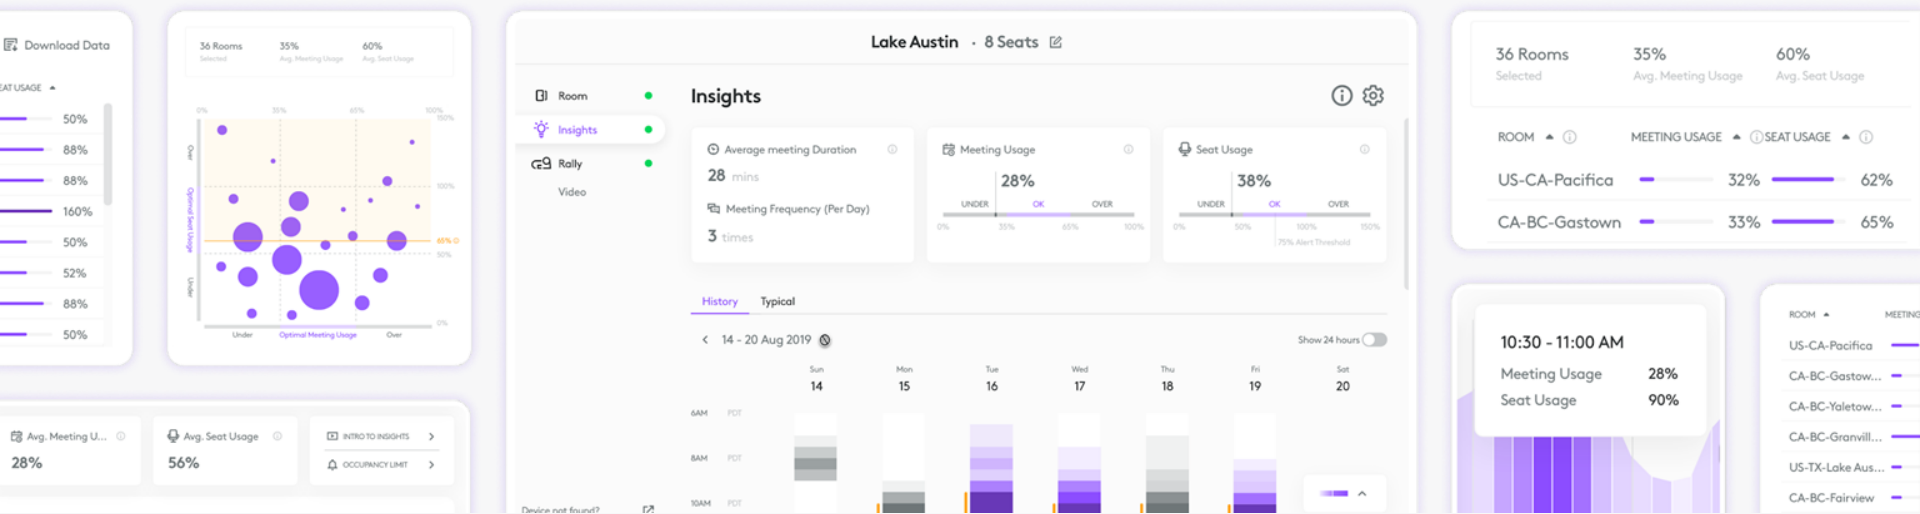 Download Data
EAT USAGE
50%
88%
88%
160%
50%
52%
88%
50%
36 Rooms
Selected
35%
Avg. Meeting Usage
60%
Avg. Seat Usage
0%
35%
65%
100%
150%
100%
65%
50%
0%
Over
Optimal Seat Usage
Under
Under
Optimal Meeting Usage
Over
Avg. Meeting U...
28%
Avg. Seat Usage
56%
INTRO TO INSIGHTS
OCCUPANCY LIMIT
Lake Austin · 8 Seats
Room
Insights
Rally
Video
Device not found?
Insights
Average meeting Duration
28 mins
Meeting Frequency (Per Day)
3 times
Meeting Usage
28%
UNDER OK OVER
0% 35% 65% 100%
Seat Usage
38%
UNDER OK OVER
0% 50% 100% 150%
75% Alert Threshold
History Typical
14 - 20 Aug 2019
Show 24 hours
Sun Mon Tue Wed Thu Fri Sat
14 15 16 17 18 19 20
6AM PDT
8AM PDT
10AM PDT
36 Rooms
Selected
35%
Avg. Meeting Usage
60%
Avg. Seat Usage
ROOM MEETING USAGE SEAT USAGE
US-CA-Pacifica 32% 62%
CA-BC-Gastown 33% 65%
10:30 - 11:00 AM
Meeting Usage 28%
Seat Usage 90%
ROOM MEETING
US-CA-Pacifica
CA-BC-Gastow...
CA-BC-Yaletow...
CA-BC-Granvill...
US-TX-Lake Aus...
CA-BC-Fairview